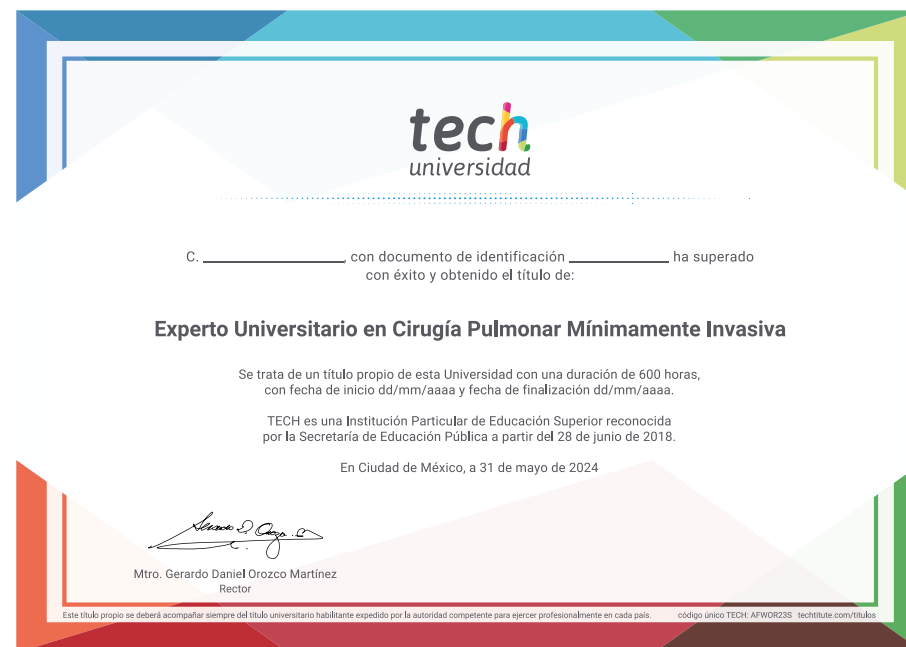 tech
universidad
C. ____________________, con documento de identificación ______________ ha superado
con éxito y obtenido el título de:
Experto Universitario en Cirugía Pulmonar Mínimamente Invasiva
Se trata de un título propio de esta Universidad con una duración de 600 horas,
con fecha de inicio dd/mm/aaaa y fecha de finalización dd/mm/aaaa.
TECH es una Institución Particular de Educación Superior reconocida
por la Secretaría de Educación Pública a partir del 28 de junio de 2018.
En Ciudad de México, a 31 de mayo de 2024
Mtro. Gerardo Daniel Orozco Martínez
Rector
Este título propio se deberá acompañar siempre del título universitario habilitante expedido por la autoridad competente para ejercer profesionalmente en cada país. código único TECH: AFWOR23S techtitute.com/titulos